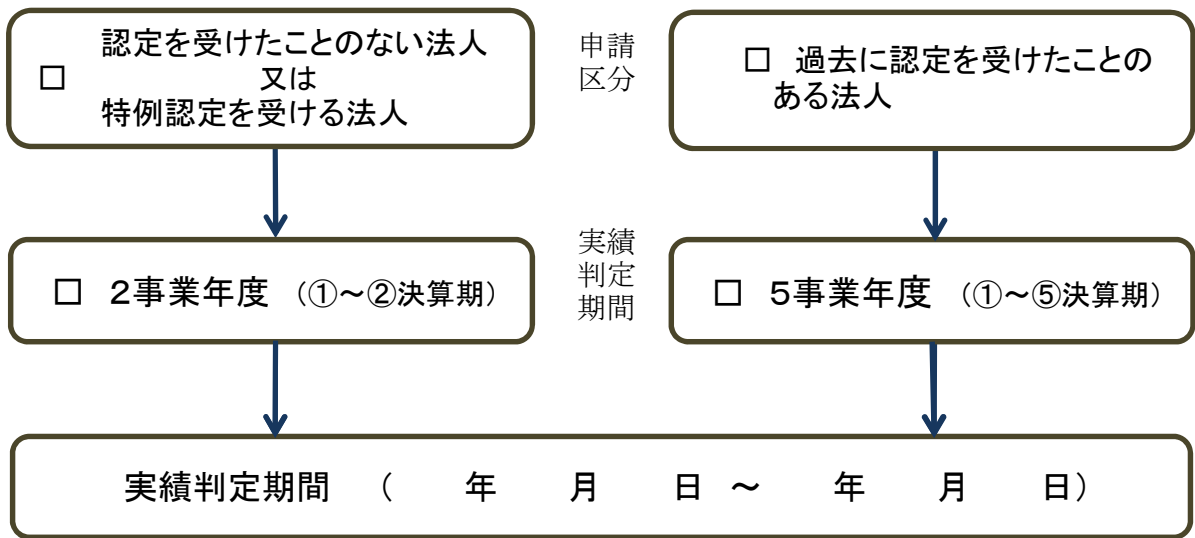 認定を受けたことのない法人
□ 又は
特例認定を受ける法人
申請
区分
□ 過去に認定を受けたことの
ある法人
□ 2事業年度 (①~②決算期)
実績
判定
期間
□ 5事業年度 (①~⑤決算期)
実績判定期間 ( 年 月 日 ~ 年 月 日)